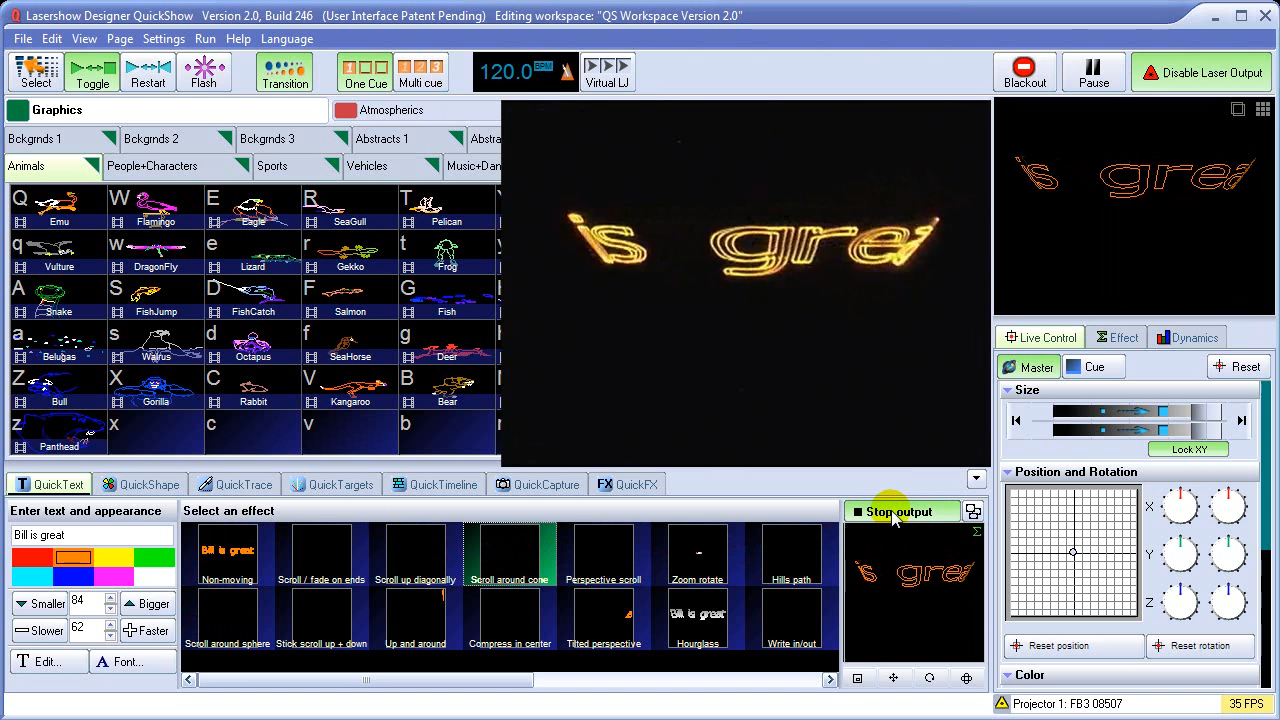 Lasershow Designer QuickShow Version 2.0, Build 246 (User Interface Patent Pending) Editing workspace: "QS Workspace Version 2.0"
File Edit View Page Settings Run Help Language
Select Toggle Restart Flash Transition One Cue Multi cue 120.0 BPM Virtual LJ Blackout Pause Disable Laser Output
Graphics Atmospherics
Bckgrnds 1 Bckgrnds 2 Bckgrnds 3 Abstracts 1 Abstra
Animals People+Characters Sports Vehicles Music+Dan
Q W E R T
Emu Flamingo Eagle SeaGull Pelican
q w e r t
Vulture DragonFly Lizard Gekko Frog
A S D F G
Snake FishJump FishCatch Salmon Fish
a s d f g
Belugas Walrus Octapus SeaHorse Deer
Z X C V B
Bull Gorilla Rabbit Kangaroo Bear
z x c v b
Panthead
is grea
is grea
Live Control Effect Dynamics
Master Cue Reset
Size
Lock XY
Position and Rotation
X
Y
Z
Reset position Reset rotation
Color
QuickText QuickShape QuickTrace QuickTargets QuickTimeline QuickCapture FX QuickFX
Enter text and appearance Select an effect Stop output
Bill is great
Smaller 84 Bigger
Slower 62 Faster
T Edit... A Font...
Bill is great
Non-moving Scroll / fade on ends Scroll up diagonally Scroll around cone Perspective scroll Zoom rotate Hills path
Bill is great
Scroll around sphere Stick scroll up + down Up and around Compress in center Tilted perspective Hourglass Write in/out
is grea
Projector 1: FB3 08507 35 FPS